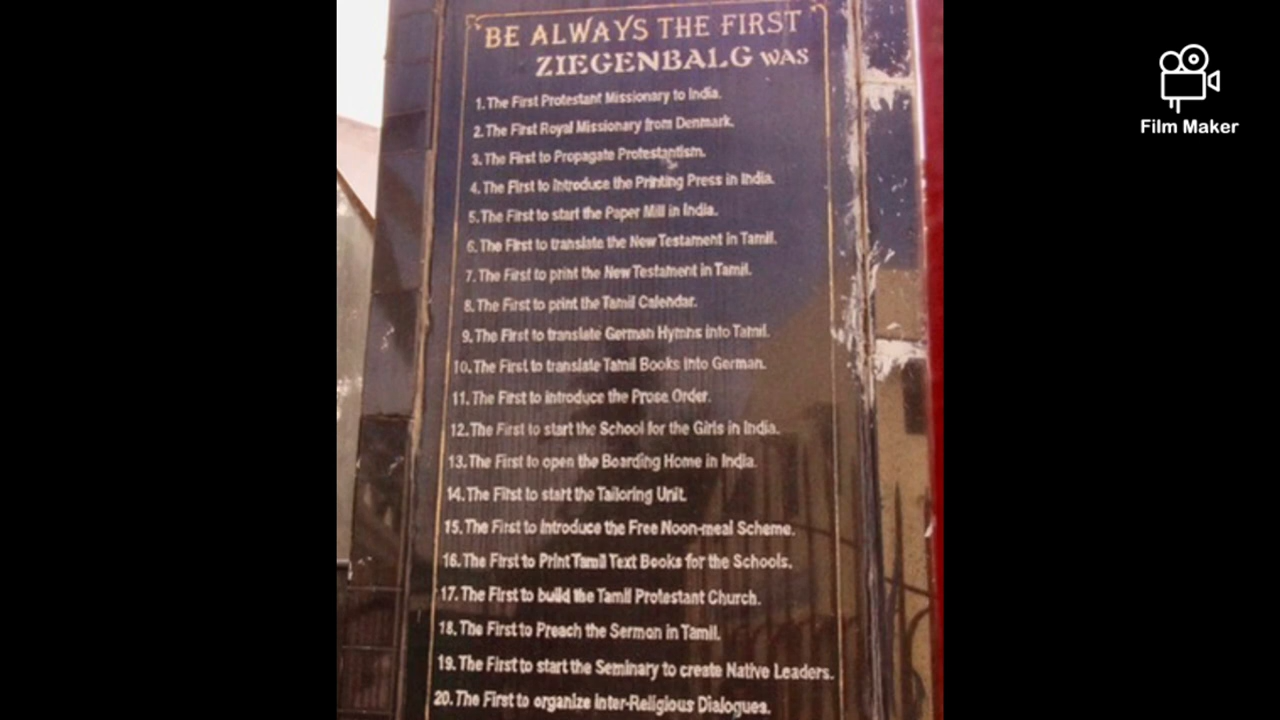 BE ALWAYS THE FIRST
ZIEGENBALG WAS
1. The First Protestant Missionary to India.
2. The First Royal Missionary from Denmark.
3. The First to Propagate Protestantism.
4. The First to Introduce the Printing Press in India.
5. The First to start the Paper Mill in India.
6. The First to translate the New Testament in Tamil.
7. The First to print the New Testament in Tamil.
8. The First to print the Tamil Calendar.
9. The First to translate German Hymns into Tamil.
10. The First to translate Tamil Books into German.
11. The First to introduce the Prose Order.
12. The First to start the School for the Girls in India.
13. The First to open the Boarding Home in India.
14. The First to start the Tailoring Unit.
15. The First to introduce the Free Noon-meal Scheme.
16. The First to Print Tamil Text Books for the Schools.
17. The First to build the Tamil Protestant Church.
18. The First to Preach the Sermon in Tamil.
19. The First to start the Seminary to create Native Leaders.
20. The First to organize Inter-Religious Dialogues.
Film Maker